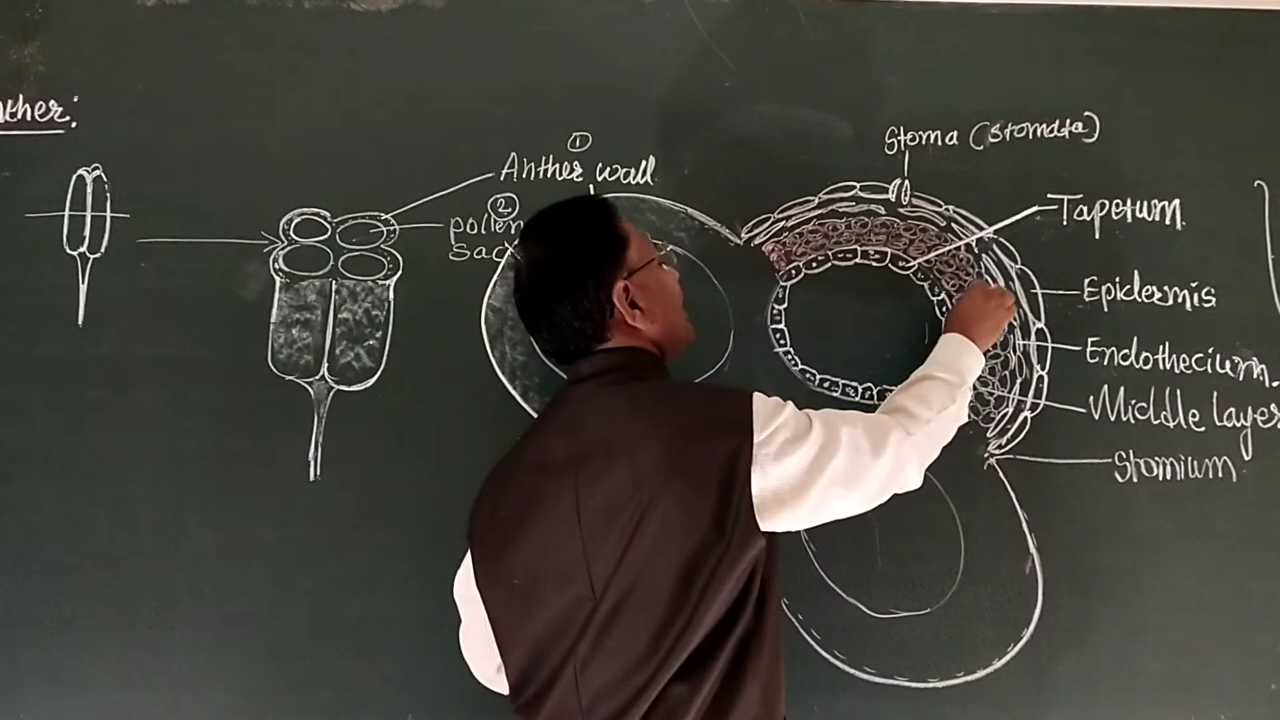 nther:
①
Anther wall
②
pollen
sac
Stoma (stomata)
Tapetum
Epidermis
Endothecium
Middle layer
Stomium